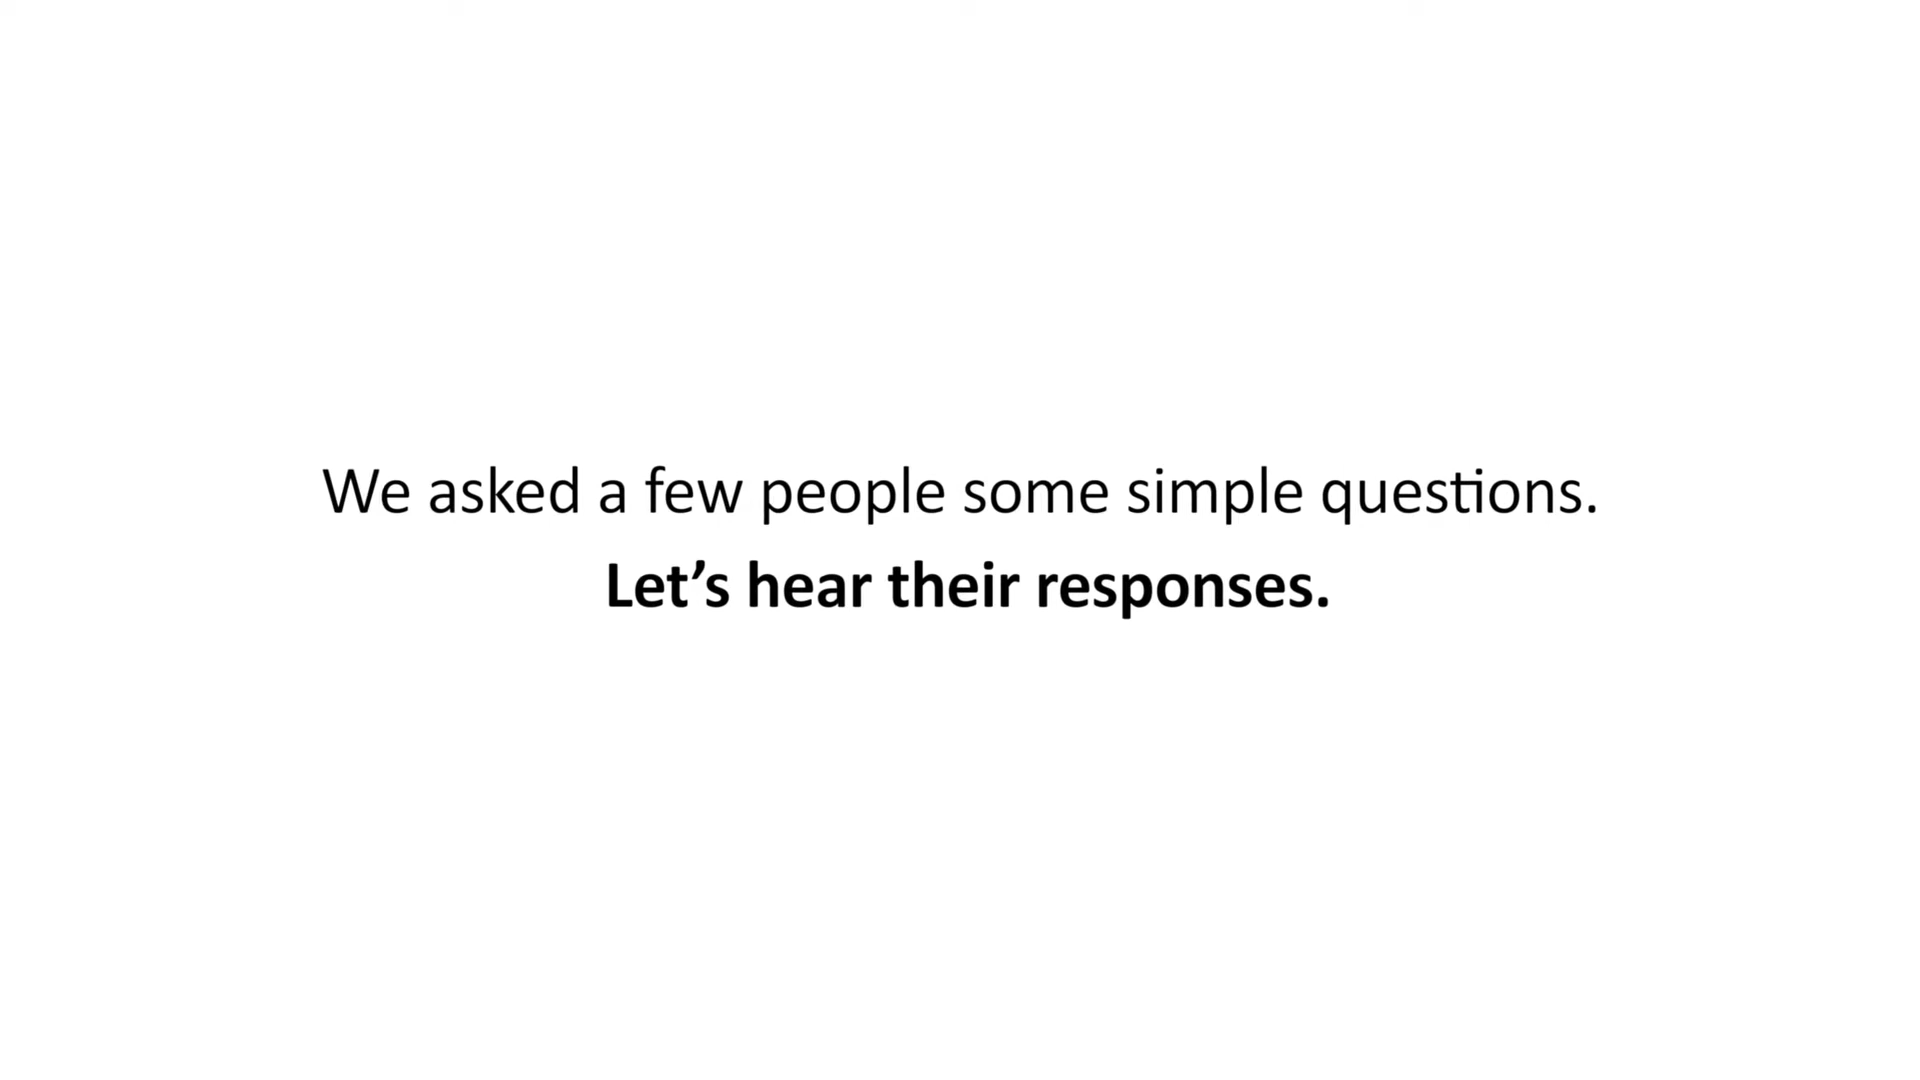 We asked a few people some simple questions.
Let’s hear their responses.